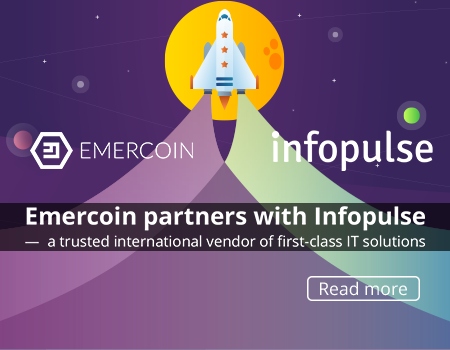 EMERCOIN
infopulse
Emercoin partners with Infopulse
— a trusted international vendor of first-class IT solutions
Read more